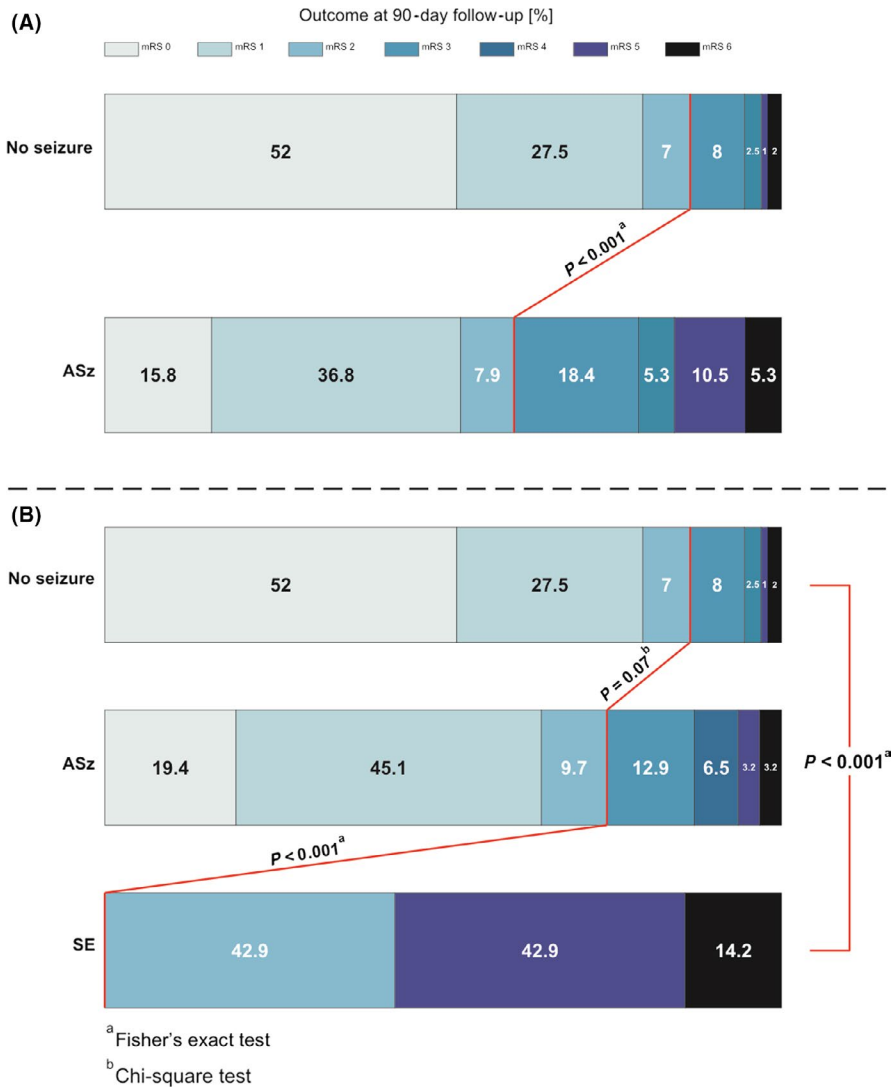 (A)
Outcome at 90-day follow-up [%]
mRS 0 mRS 1 mRS 2 mRS 3 mRS 4 mRS 5 mRS 6
No seizure 52 27.5 7 8 2.5 1 2
P < 0.001a
ASz 15.8 36.8 7.9 18.4 5.3 10.5 5.3
(B)
No seizure 52 27.5 7 8 2.5 1 2
P = 0.07b
ASz 19.4 45.1 9.7 12.9 6.5 3.2 3.2
P < 0.001a
P < 0.001a
SE 42.9 42.9 14.2
a Fisher's exact test
b Chi-square test